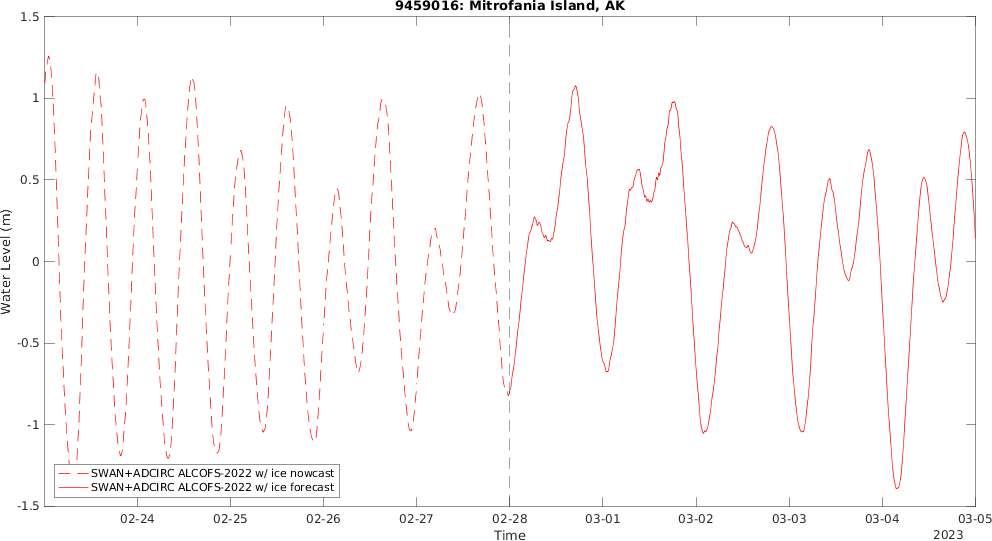 9459016: Mitrofania Island, AK
1.5
1
0.5
0
-0.5
-1
-1.5
Water Level (m)
SWAN+ADCIRC ALCOFS-2022 w/ ice nowcast
SWAN+ADCIRC ALCOFS-2022 w/ ice forecast
02-24 02-25 02-26 02-27 02-28 03-01 03-02 03-03 03-04 03-05
Time
2023